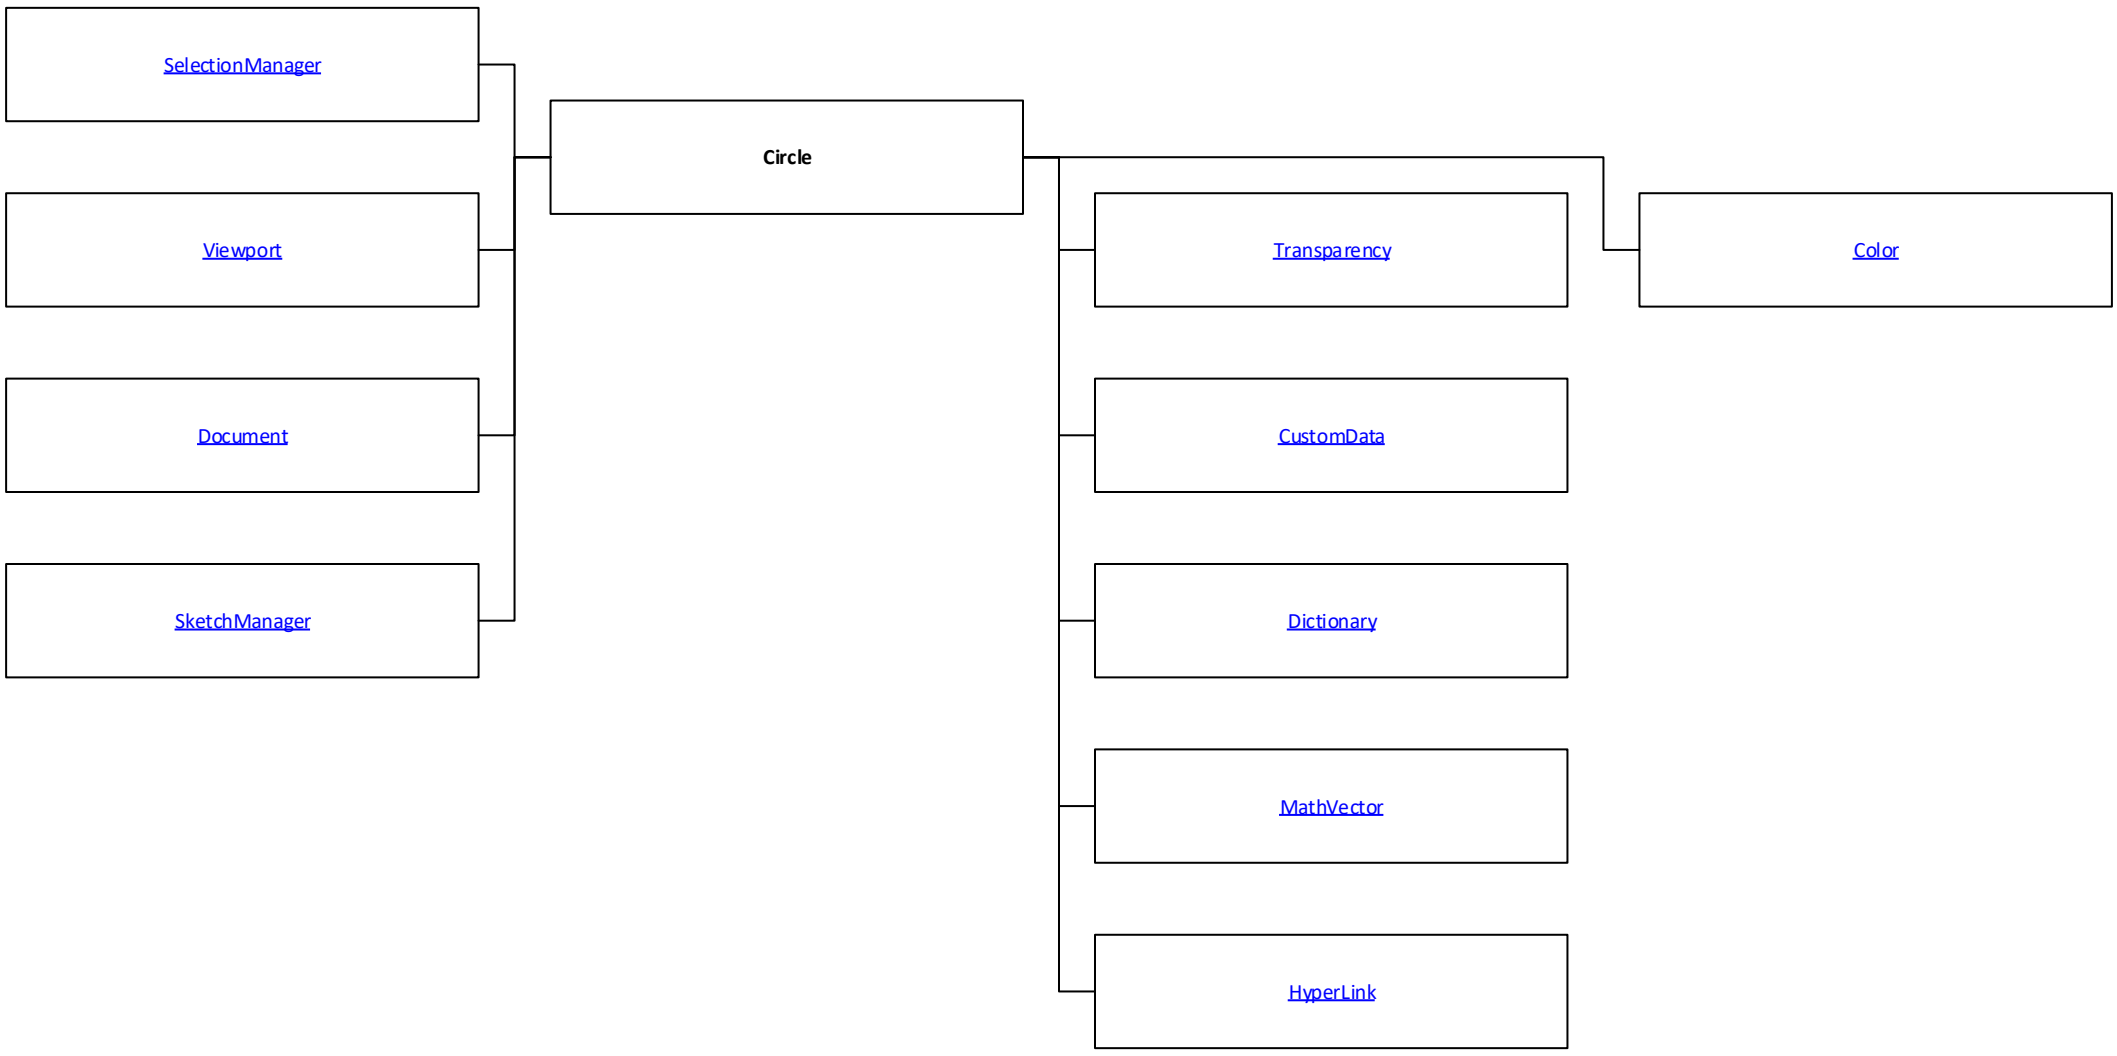 SelectionManager
Circle
Viewport
Transparency
Color
Document
CustomData
SketchManager
Dictionary
MathVector
HyperLink